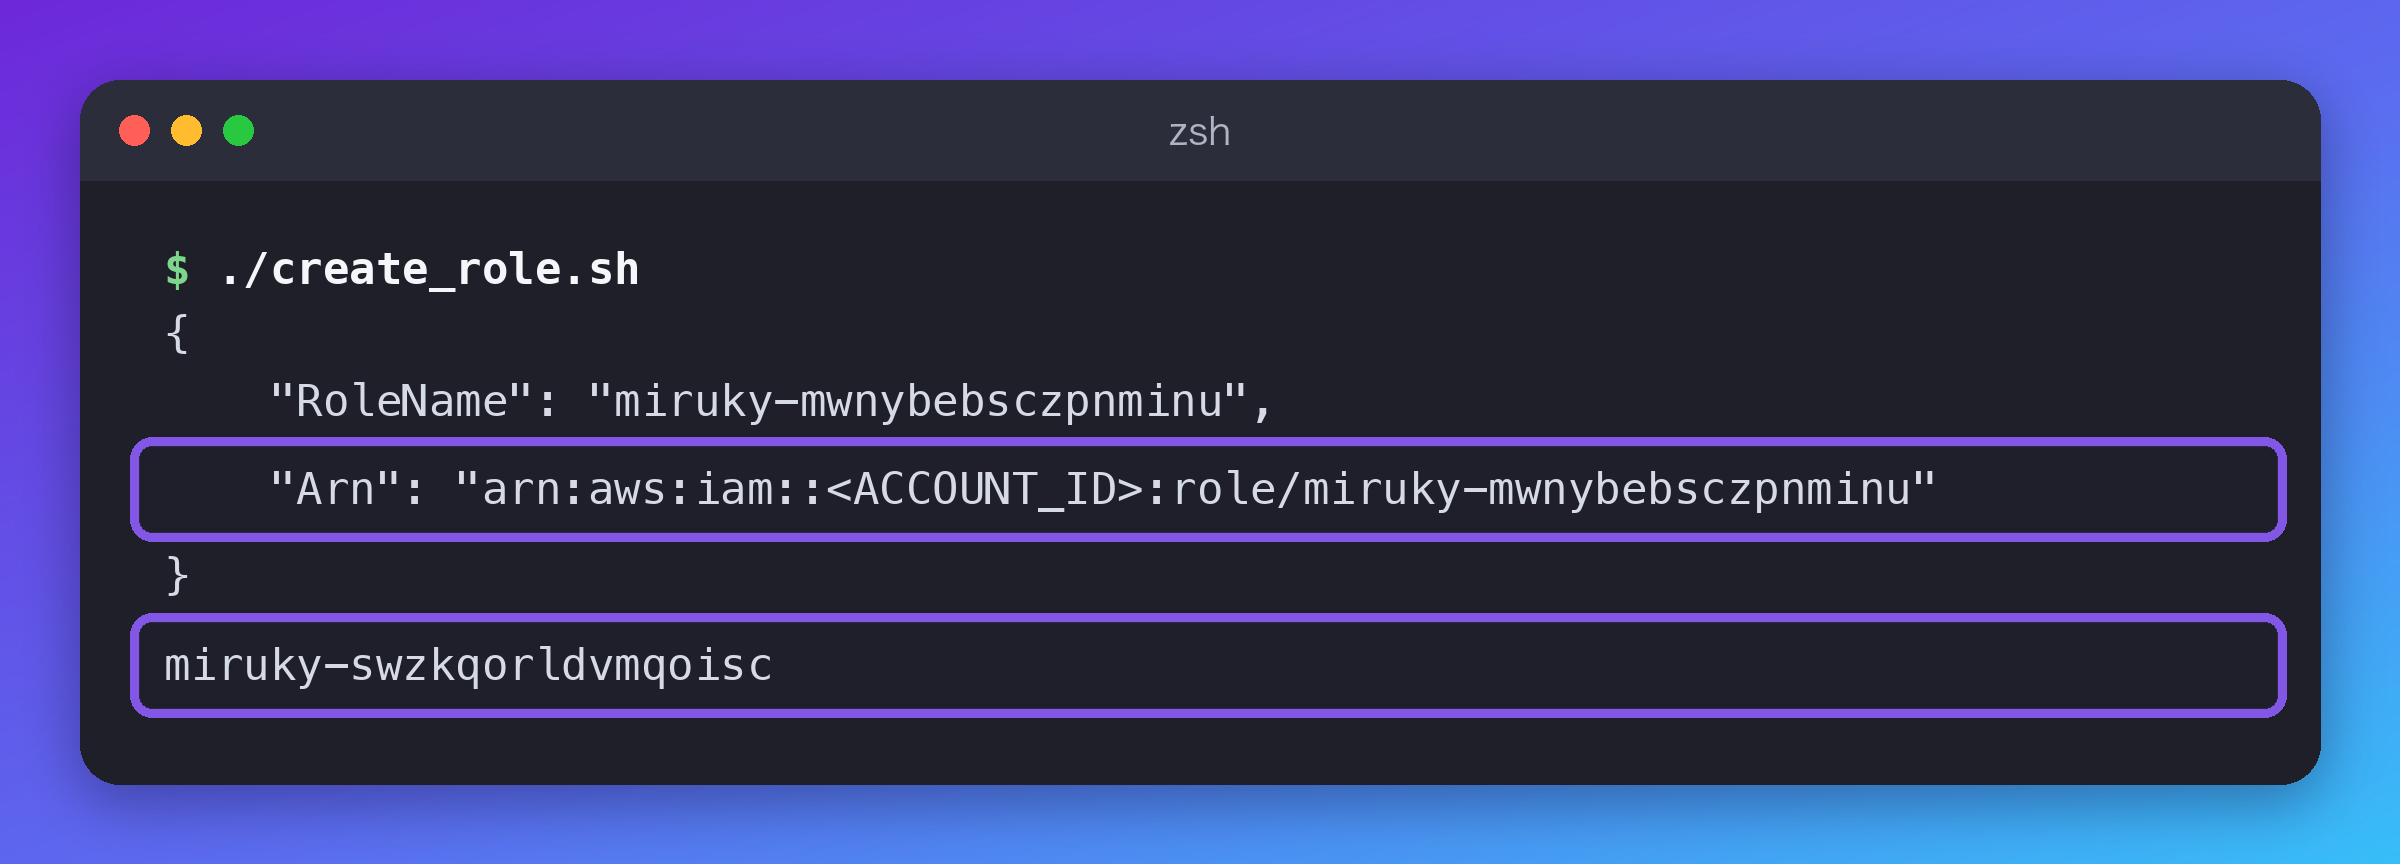 zsh
$ ./create_role.sh
{
    "RoleName": "miruky-mwnybebsczpnminu",
    "Arn": "arn:aws:iam::<ACCOUNT_ID>:role/miruky-mwnybebsczpnminu"
}
miruky-swzkqorldvmqoisc